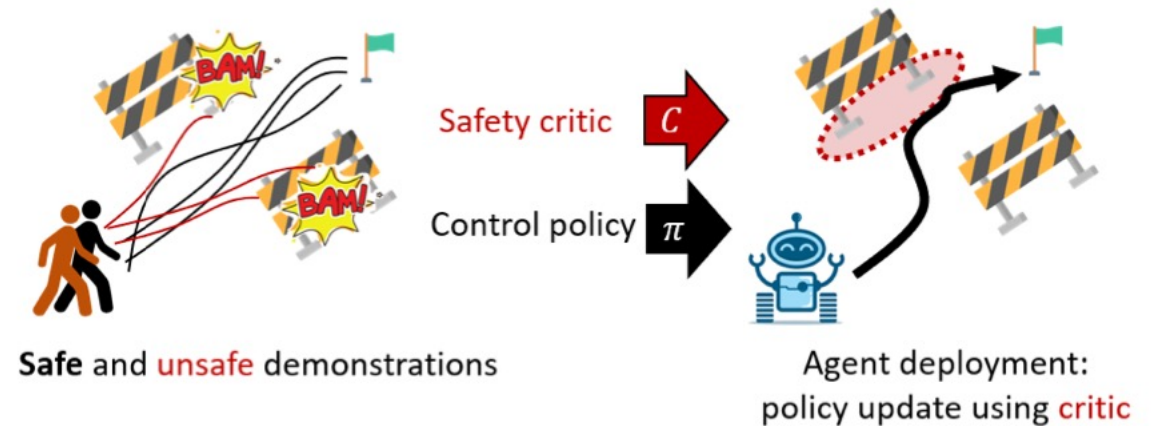 BAM!
BAM!
Safety critic C
Control policy π
Safe and unsafe demonstrations
Agent deployment:
policy update using critic